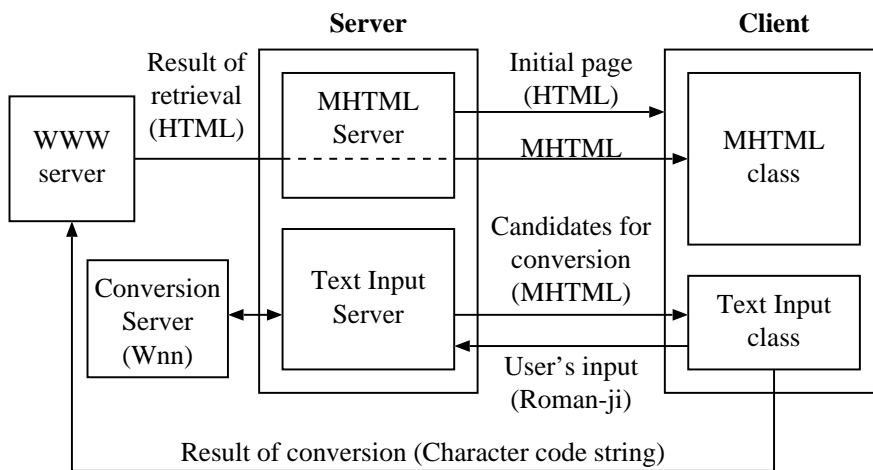 Server
Client
Result of
retrieval
(HTML)
Initial page
(HTML)
MHTML
Server
MHTML
WWW
server
MHTML
class
Candidates for
conversion
(MHTML)
Conversion
Server
(Wnn)
Text Input
Server
Text Input
class
User's input
(Roman-ji)
Result of conversion (Character code string)